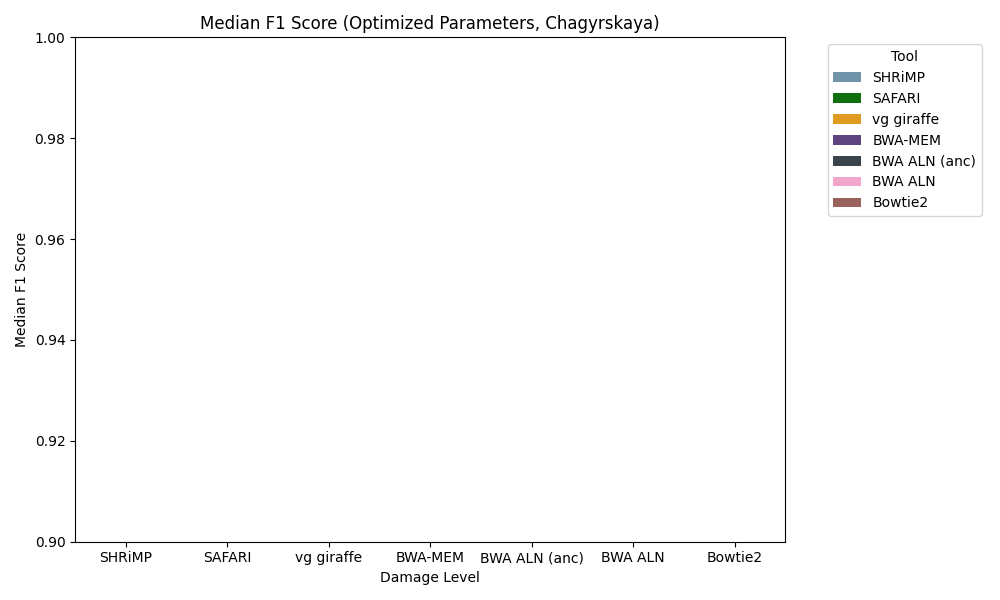 Median F1 Score (Optimized Parameters, Chagyrskaya)
Median F1 Score
1.00
0.98
0.96
0.94
0.92
0.90
SHRiMP
SAFARI
vg giraffe
BWA-MEM
BWA ALN (anc)
BWA ALN
Bowtie2
Damage Level
Tool
SHRiMP
SAFARI
vg giraffe
BWA-MEM
BWA ALN (anc)
BWA ALN
Bowtie2